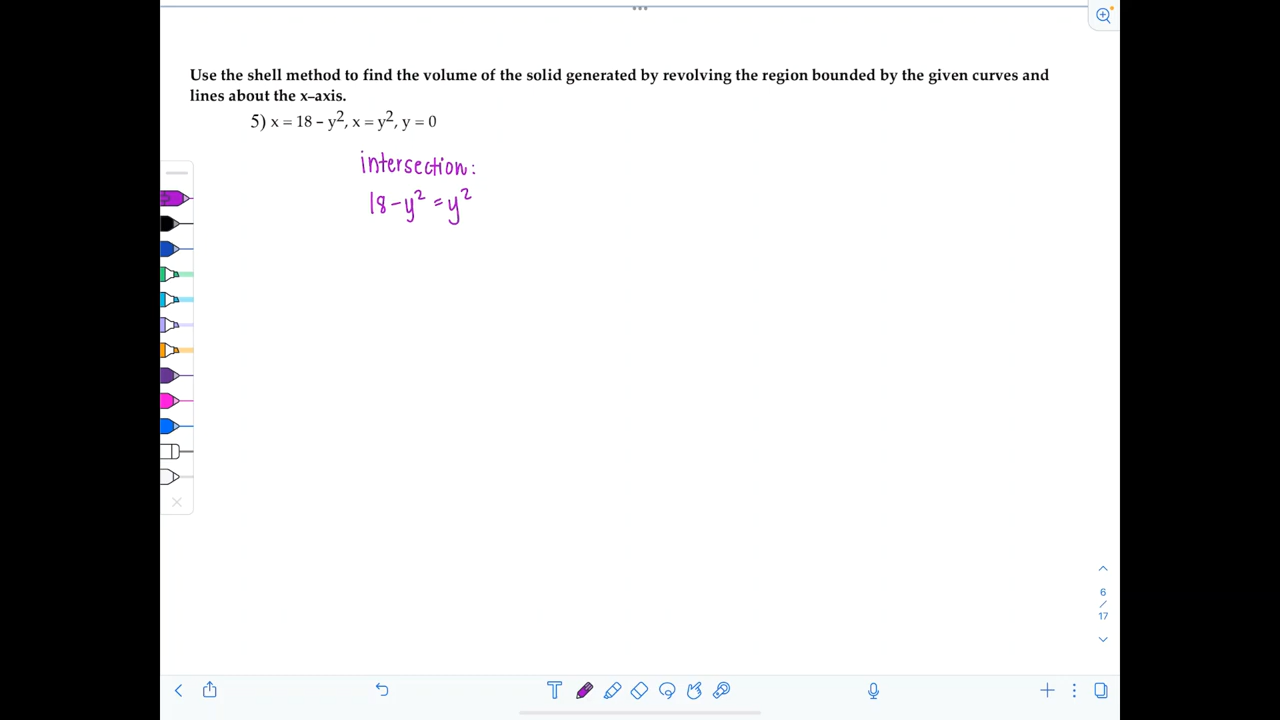 Use the shell method to find the volume of the solid generated by revolving the region bounded by the given curves and
lines about the x–axis.
5) x = 18 – y², x = y², y = 0
intersection:
18 – y² = y²
6
/
17
T